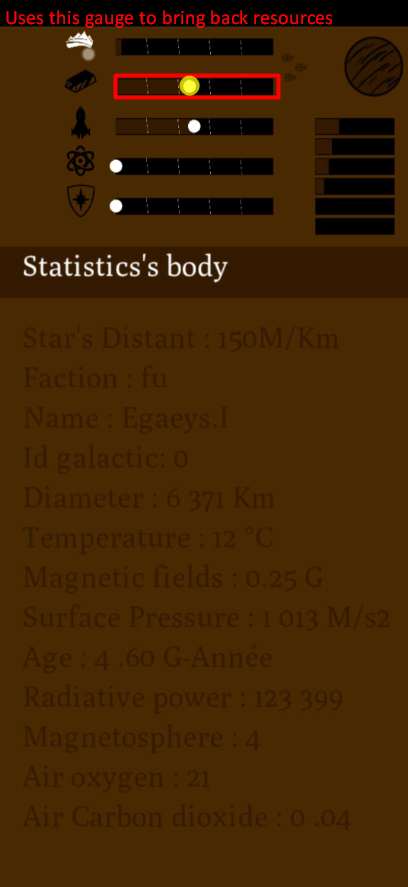 Uses this gauge to bring back resources
Statistics's body
Star's Distant : 150M/Km
Faction : fu
Name : Egaeys.I
Id galactic: 0
Diameter : 6 371 Km
Temperature : 12 °C
Magnetic fields : 0.25 G
Surface Pressure : 1 013 M/s2
Age : 4 .60 G-Année
Radiative power : 123 399
Magnetosphere : 4
Air oxygen : 21
Air Carbon dioxide : 0 .04